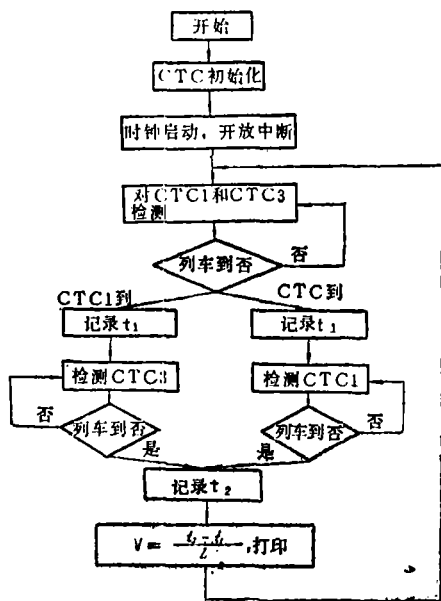 开始
CTC初始化
时钟启动，开放中断
对CTC1和CTC3
检测
列车到否
否
CTC1到
CTC到
记录t₁
记录t₁
检测CTC3
检测CTC1
否
列车到否
是
列车到否
否
是
记录t₂
V = (t₂-t₁)/L，打印